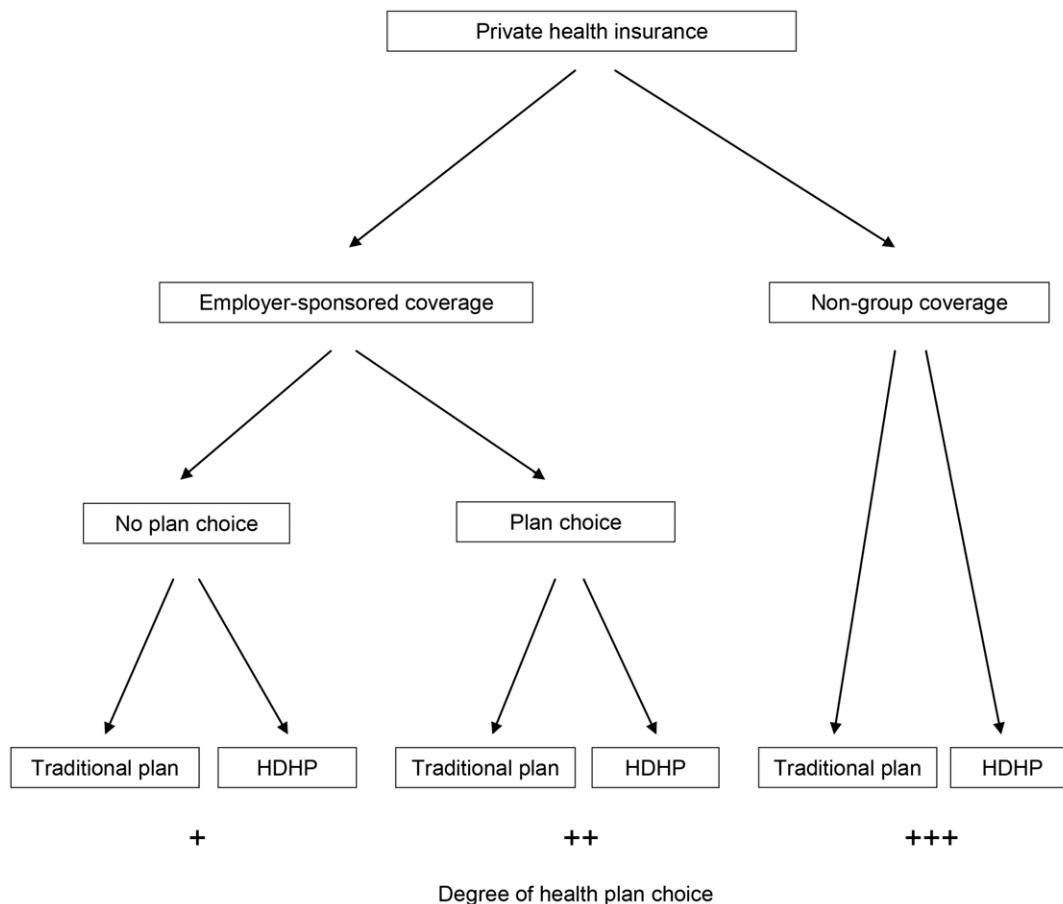 Private health insurance
Employer-sponsored coverage
Non-group coverage
No plan choice
Plan choice
Traditional plan
HDHP
Traditional plan
HDHP
Traditional plan
HDHP
+
++
+++
Degree of health plan choice